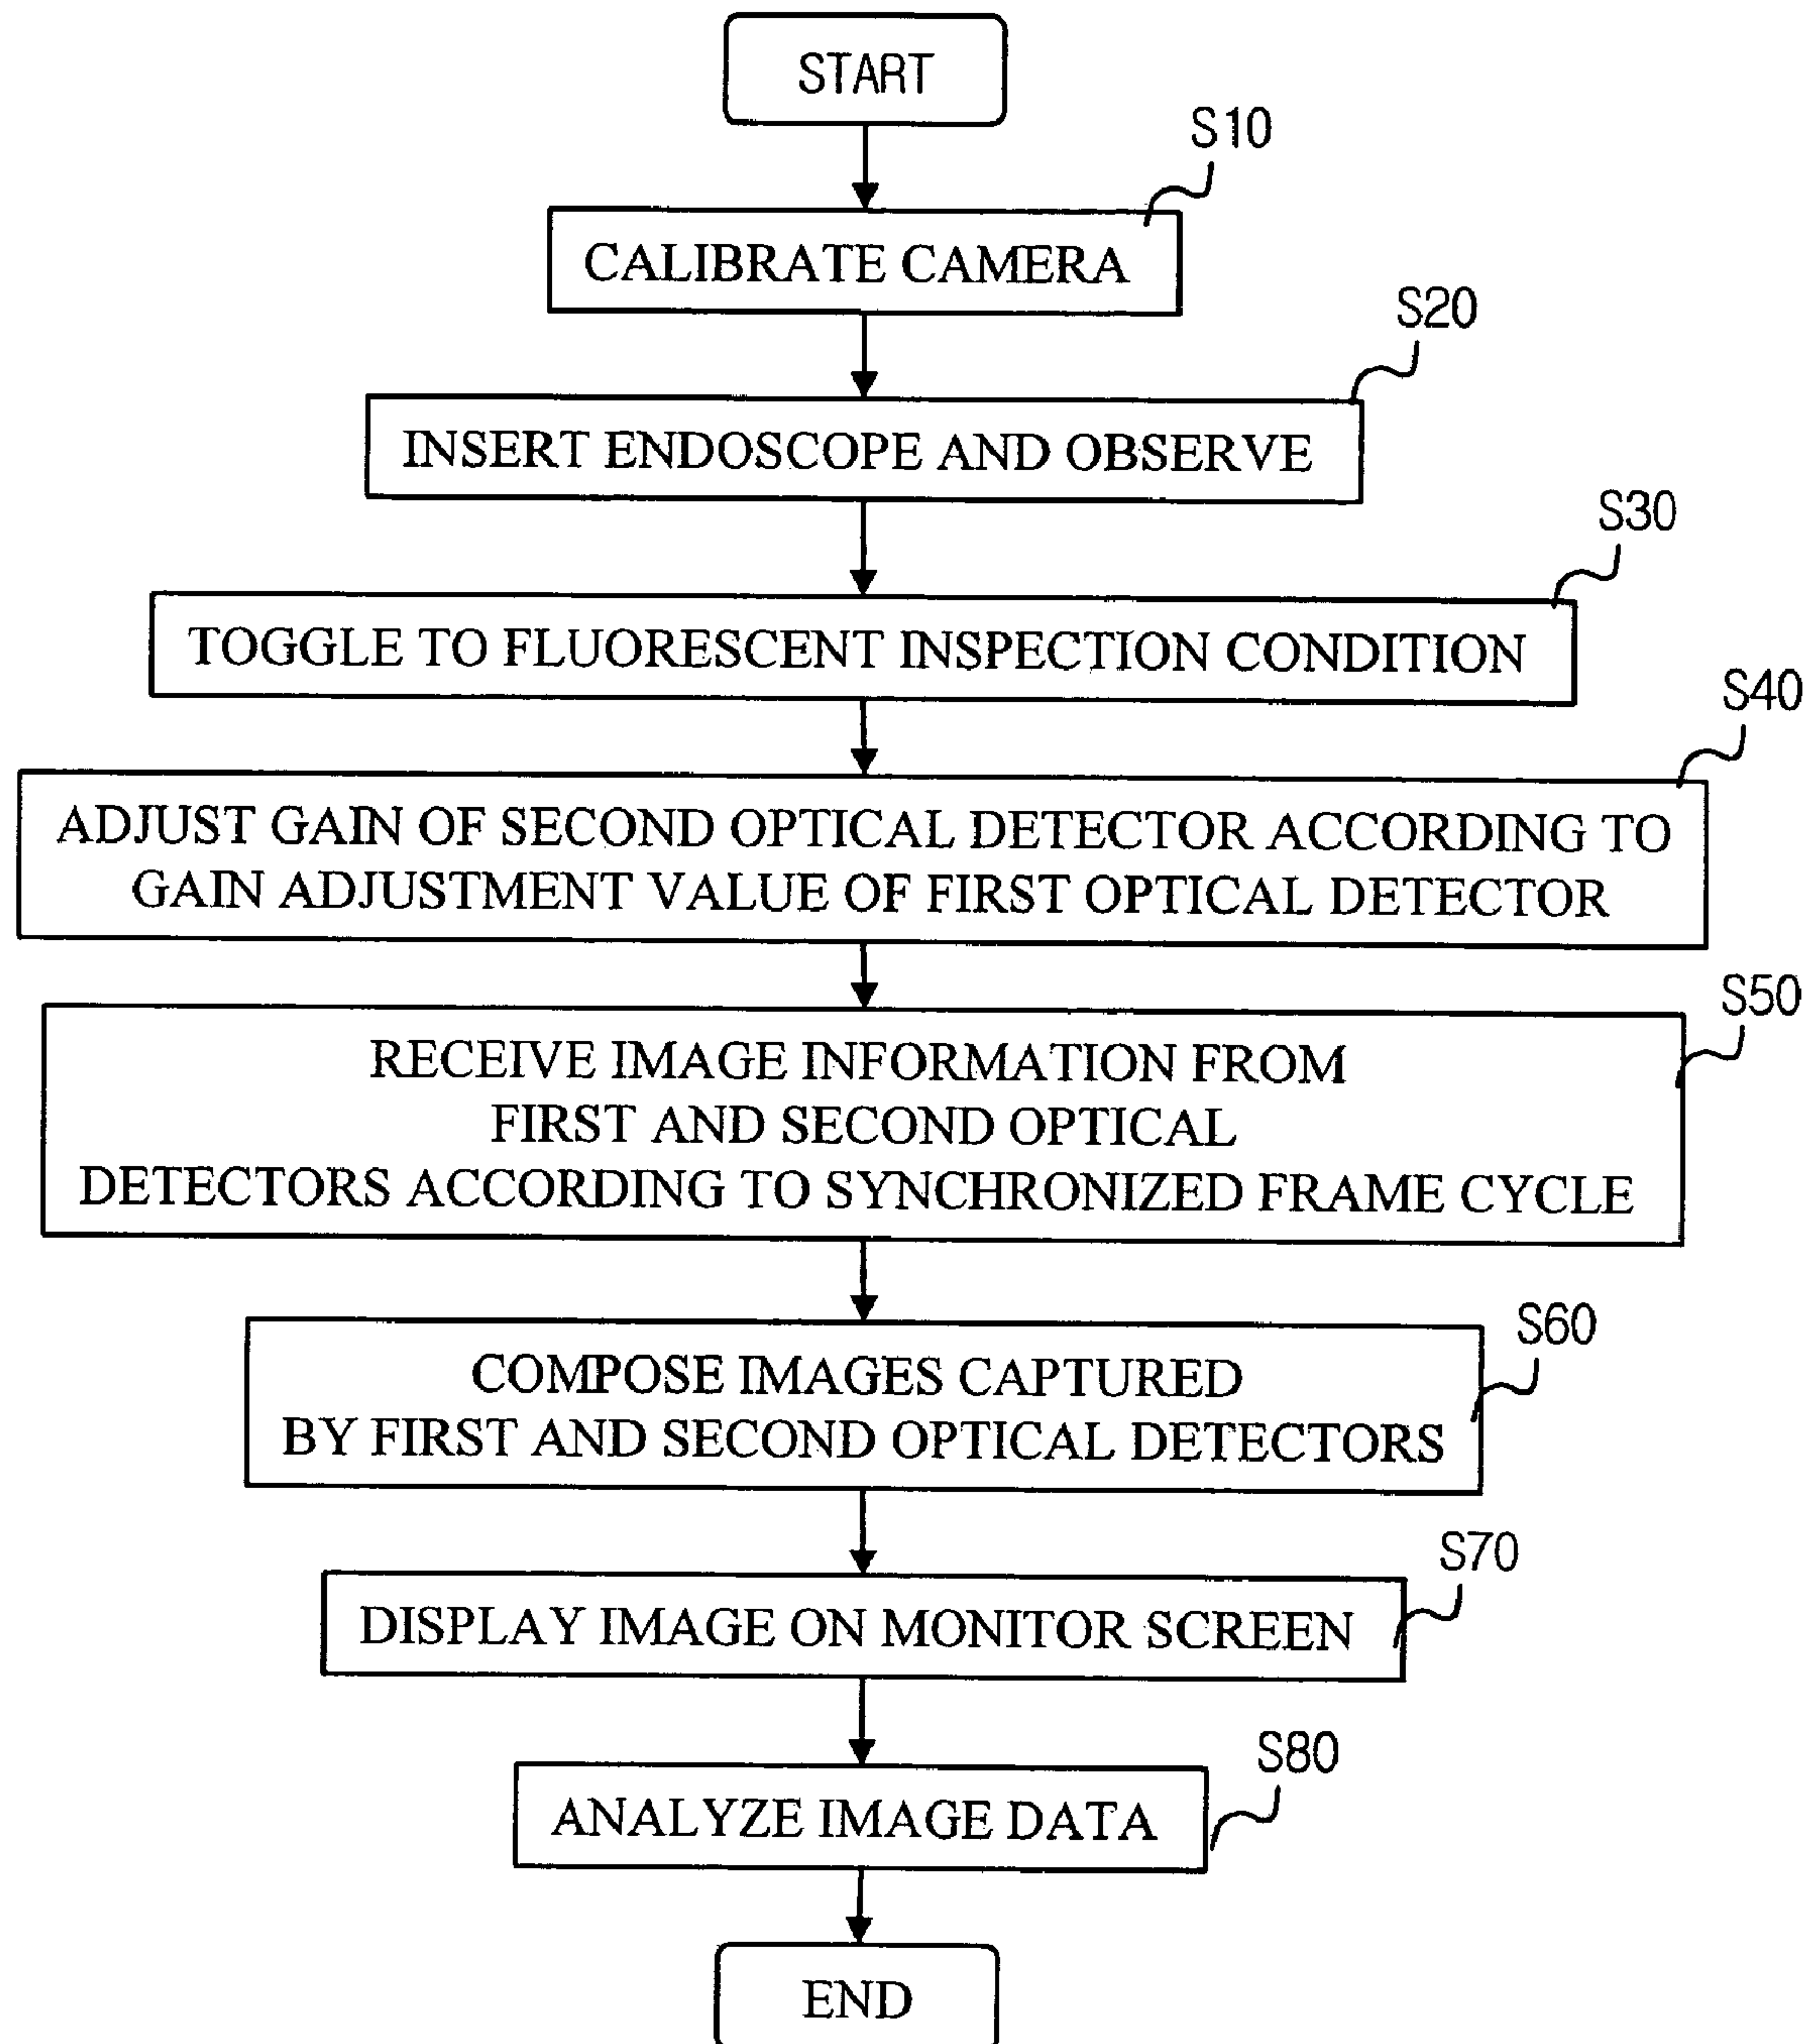 START
S10
CALIBRATE CAMERA
S20
INSERT ENDOSCOPE AND OBSERVE
S30
TOGGLE TO FLUORESCENT INSPECTION CONDITION
S40
ADJUST GAIN OF SECOND OPTICAL DETECTOR ACCORDING TO
GAIN ADJUSTMENT VALUE OF FIRST OPTICAL DETECTOR
S50
RECEIVE IMAGE INFORMATION FROM
FIRST AND SECOND OPTICAL
DETECTORS ACCORDING TO SYNCHRONIZED FRAME CYCLE
S60
COMPOSE IMAGES CAPTURED
BY FIRST AND SECOND OPTICAL DETECTORS
S70
DISPLAY IMAGE ON MONITOR SCREEN
S80
ANALYZE IMAGE DATA
END